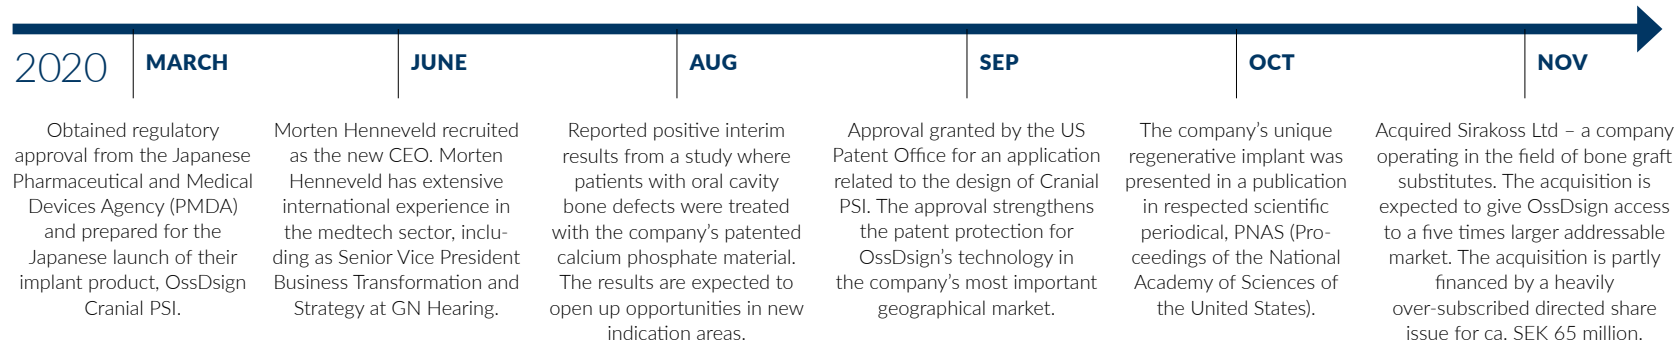 2020
MARCH
Obtained regulatory
approval from the Japanese
Pharmaceutical and Medical
Devices Agency (PMDA)
and prepared for the
Japanese launch of their
implant product, OssDsign
Cranial PSI.
JUNE
Morten Henneveld recruited
as the new CEO. Morten
Henneveld has extensive
international experience in
the medtech sector, inclu-
ding as Senior Vice President
Business Transformation and
Strategy at GN Hearing.
AUG
Reported positive interim
results from a study where
patients with oral cavity
bone defects were treated
with the company's patented
calcium phosphate material.
The results are expected to
open up opportunities in new
indication areas.
SEP
Approval granted by the US
Patent Office for an application
related to the design of Cranial
PSI. The approval strengthens
the patent protection for
OssDsign's technology in
the company's most important
geographical market.
OCT
The company's unique
regenerative implant was
presented in a publication
in respected scientific
periodical, PNAS (Pro-
ceedings of the National
Academy of Sciences of
the United States).
NOV
Acquired Sirakoss Ltd – a company
operating in the field of bone graft
substitutes. The acquisition is
expected to give OssDsign access
to a five times larger addressable
market. The acquisition is partly
financed by a heavily
over-subscribed directed share
issue for ca. SEK 65 million.